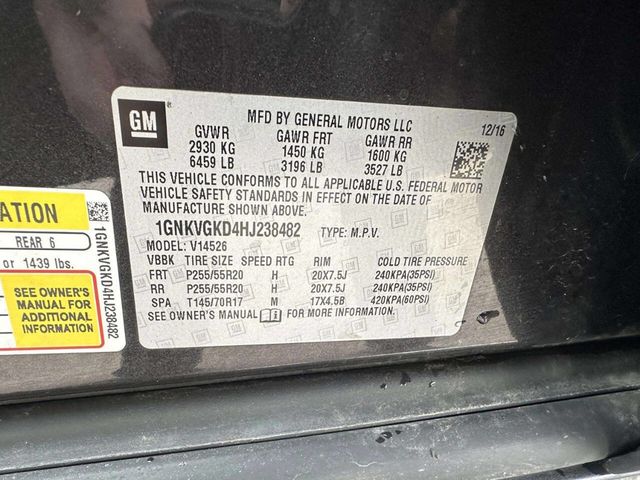 GM
MFD BY GENERAL MOTORS LLC 12/16
GVWR GAWR FRT GAWR RR
2930 KG 1450 KG 1600 KG
6459 LB 3196 LB 3527 LB
THIS VEHICLE CONFORMS TO ALL APPLICABLE U.S. FEDERAL MOTOR
VEHICLE SAFETY STANDARDS IN EFFECT ON THE DATE OF
MANUFACTURE SHOWN ABOVE.
1GNKVGKD4HJ238482 TYPE: M.P.V.
MODEL: V14526
VBBK TIRE SIZE SPEED RTG RIM COLD TIRE PRESSURE
FRT P255/55R20 H 20X7.5J 240KPA(35PSI)
RR P255/55R20 H 20X7.5J 240KPA(35PSI)
SPA T145/70R17 M 17X4.5B 420KPA(60PSI)
SEE OWNER'S MANUAL FOR MORE INFORMATION.
ATION
REAR 6
or 1439 lbs.
SEE OWNER'S
MANUAL FOR
ADDITIONAL
INFORMATION
1GNKVGKD4HJ238482